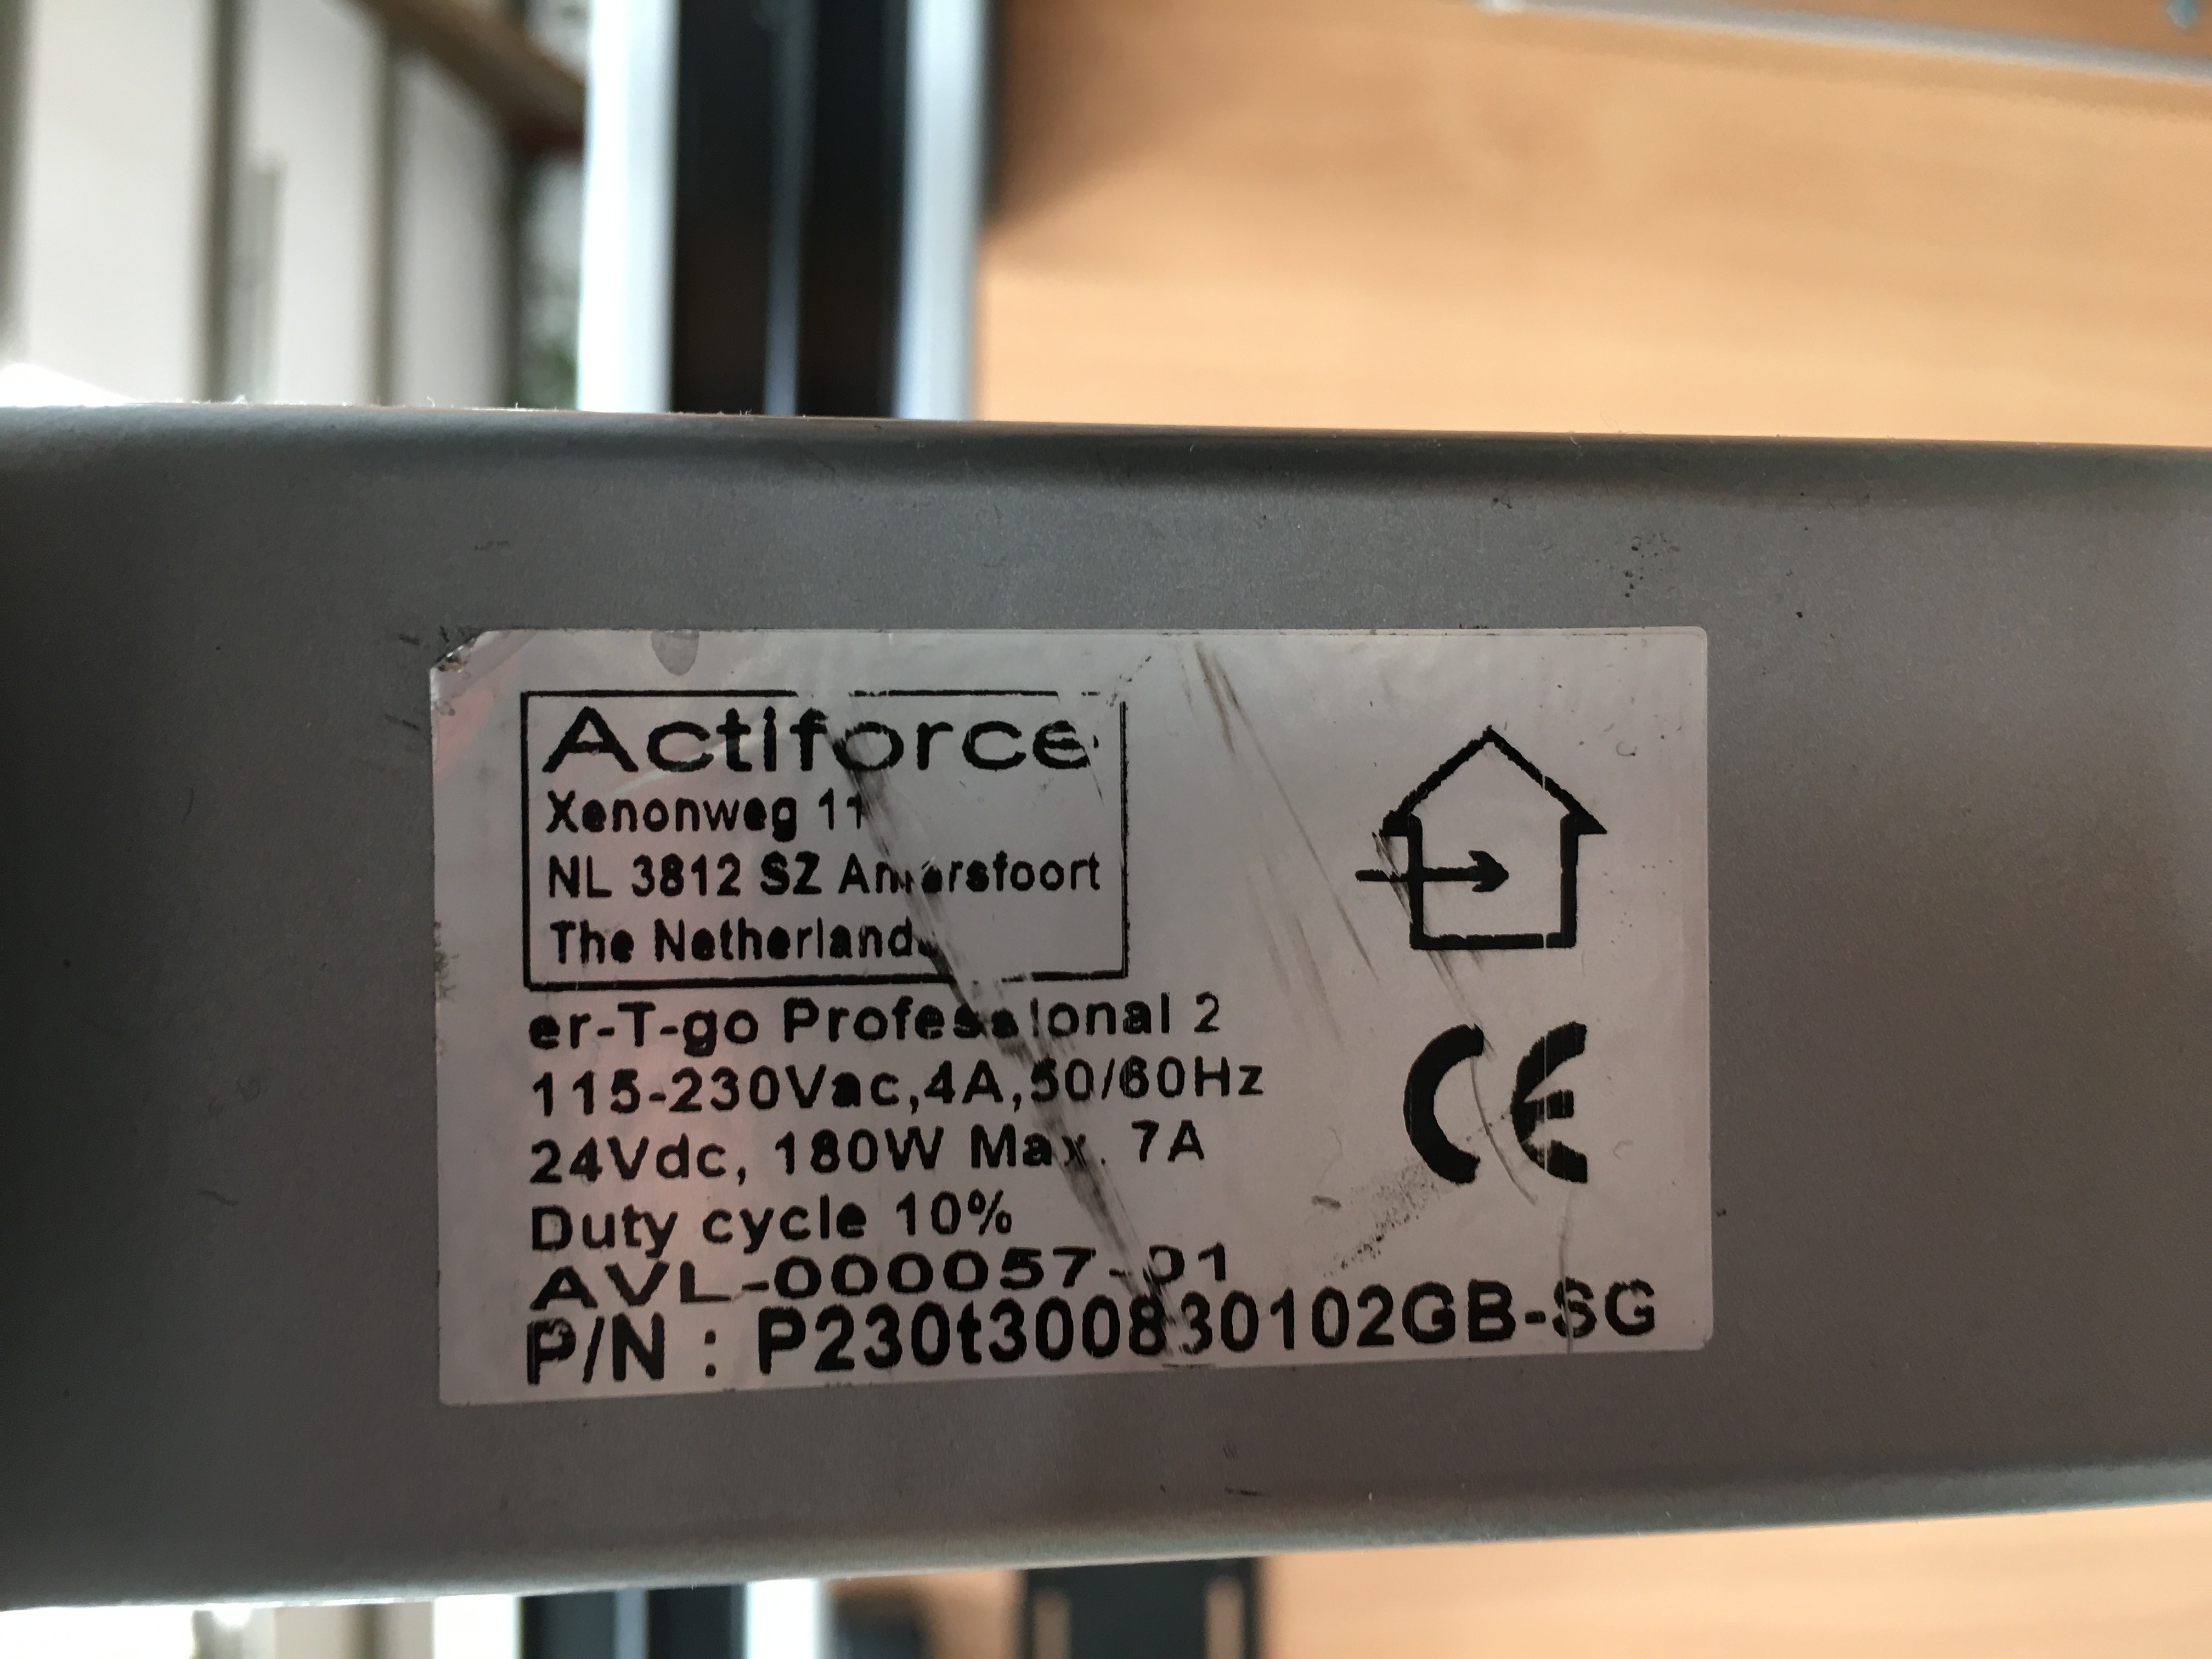 Actiforce
Xenonweg 11
NL 3812 SZ Amersfoort
The Netherlands
er-T-go Professional 2
115-230Vac,4A,50/60Hz
24Vdc, 180W Max. 7A
Duty cycle 10%
AVL-000057-01
P/N : P230t300830102GB-SG
CE